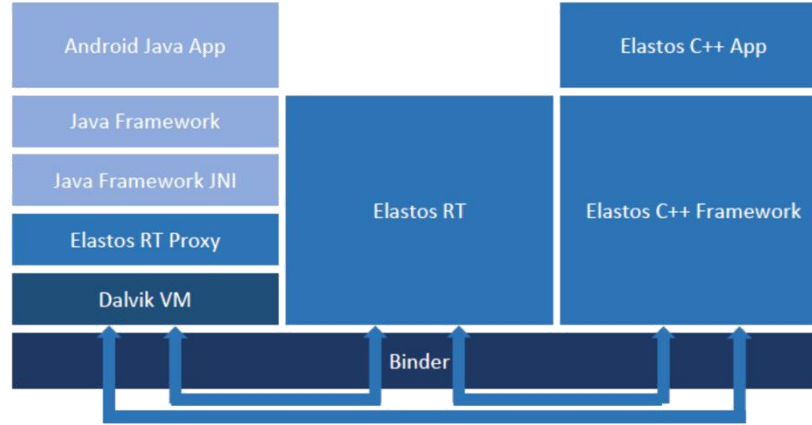 Android Java App
Elastos C++ App
Java Framework
Java Framework JNI
Elastos RT
Elastos C++ Framework
Elastos RT Proxy
Dalvik VM
Binder